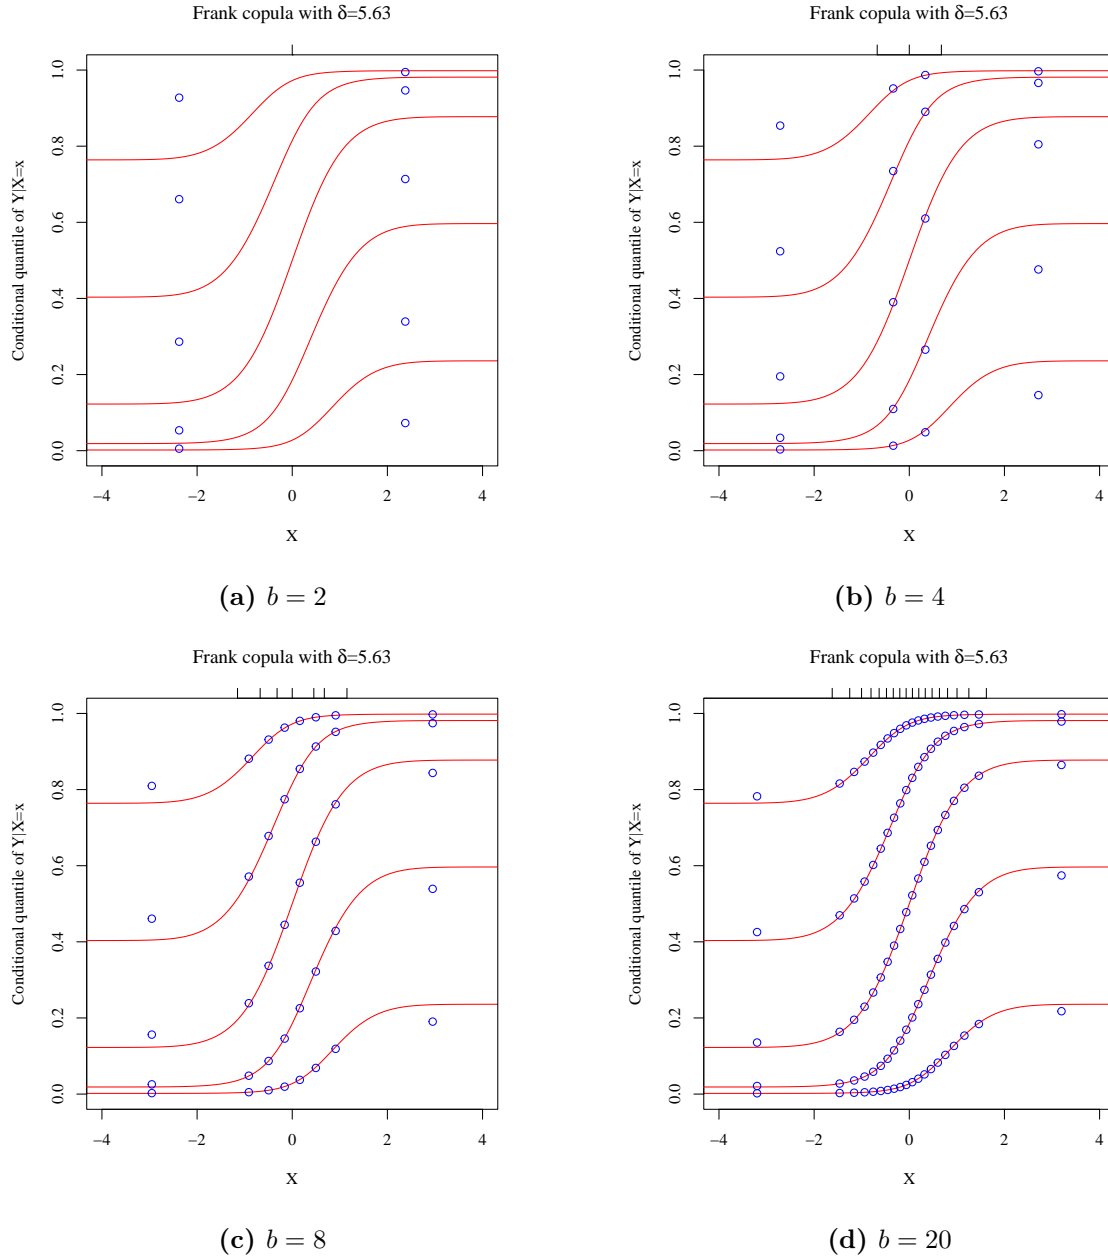 Frank copula with δ=5.63
Conditional quantile of Y|X=x
0.0 0.2 0.4 0.6 0.8 1.0
−4 −2 0 2 4
X
(a) b = 2
Frank copula with δ=5.63
Conditional quantile of Y|X=x
0.0 0.2 0.4 0.6 0.8 1.0
−4 −2 0 2 4
X
(b) b = 4
Frank copula with δ=5.63
Conditional quantile of Y|X=x
0.0 0.2 0.4 0.6 0.8 1.0
−4 −2 0 2 4
X
(c) b = 8
Frank copula with δ=5.63
Conditional quantile of Y|X=x
0.0 0.2 0.4 0.6 0.8 1.0
−4 −2 0 2 4
X
(d) b = 20